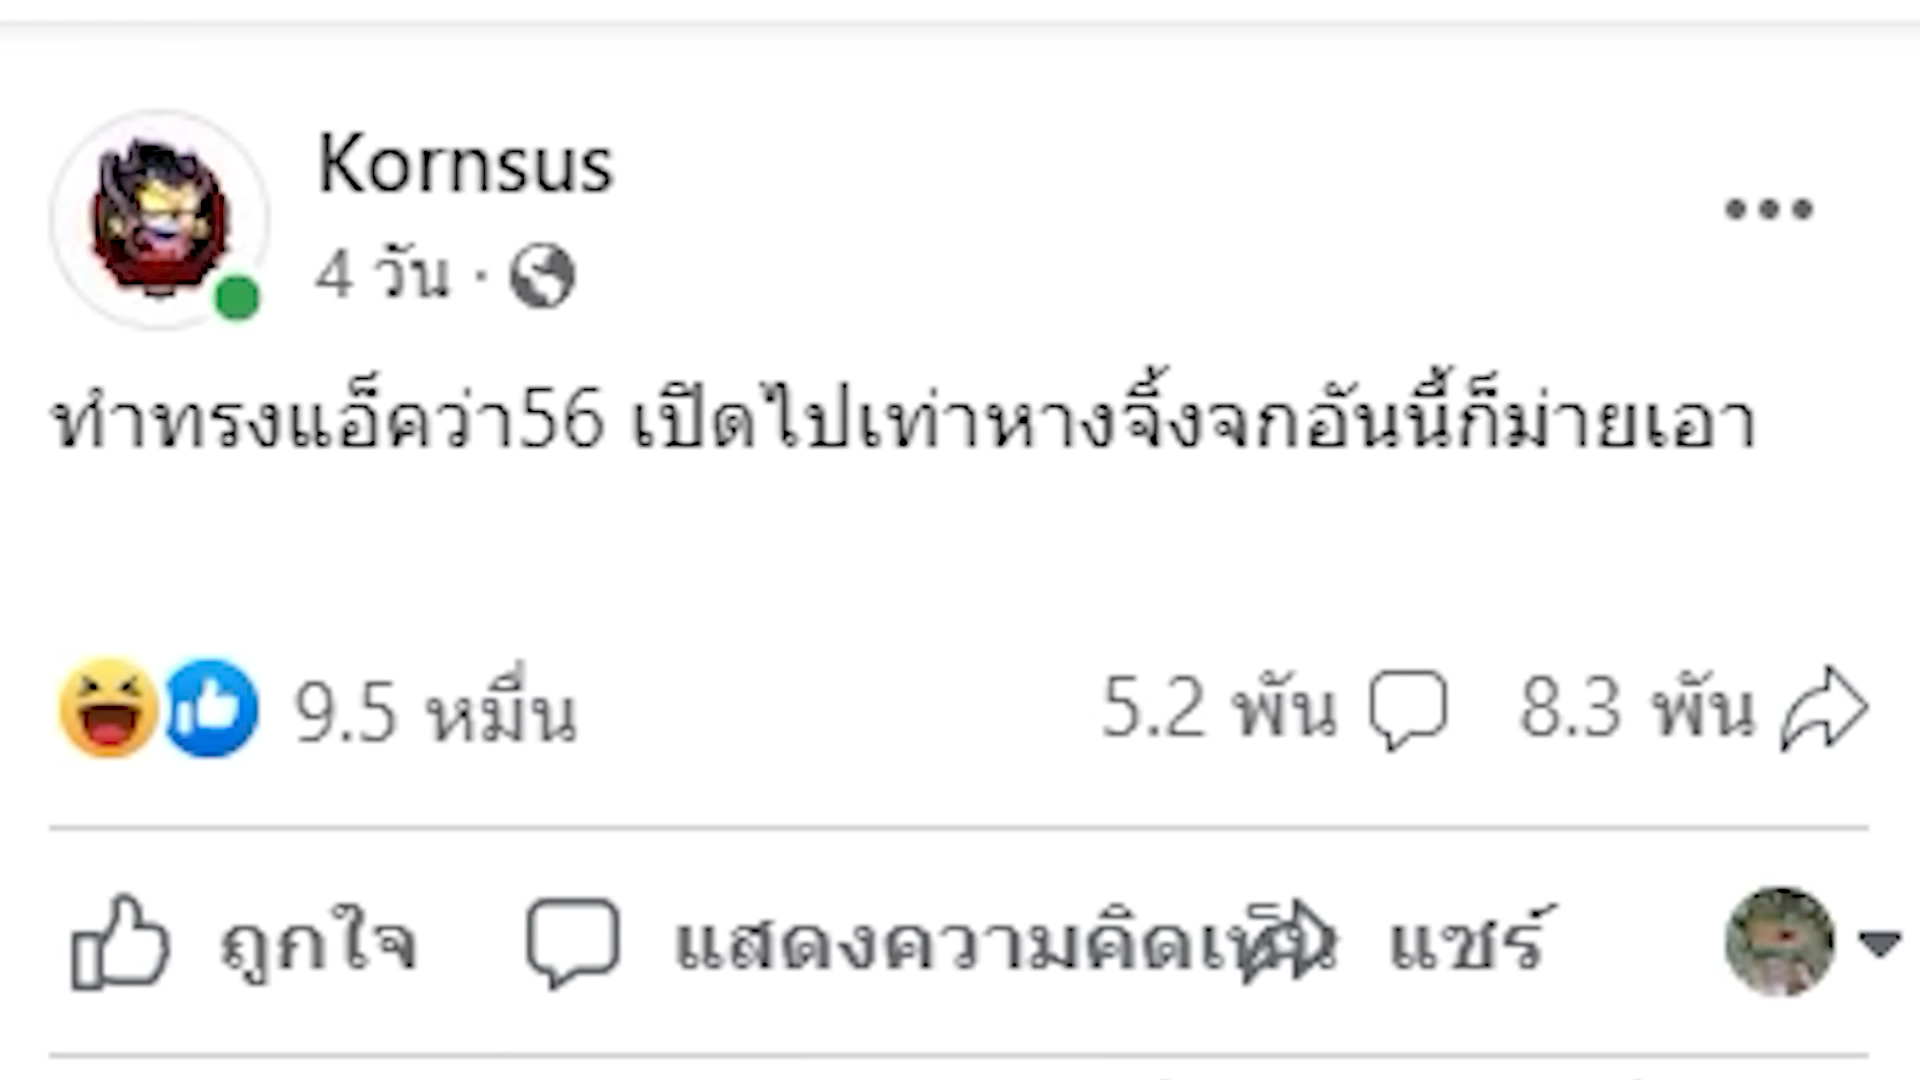 Kornsus
4 วัน ·
ทำทรงแอ็คว่า56 เปิดไปเท่าหางจิ้งจกอันนี้ก็ม่ายเอา
9.5 หมื่น
5.2 พัน 8.3 พัน
ถูกใจ แสดงความคิดเห็น แชร์